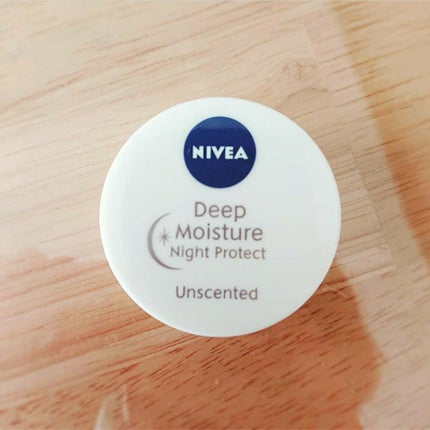 NIVEA
Deep
Moisture
Night Protect
Unscented